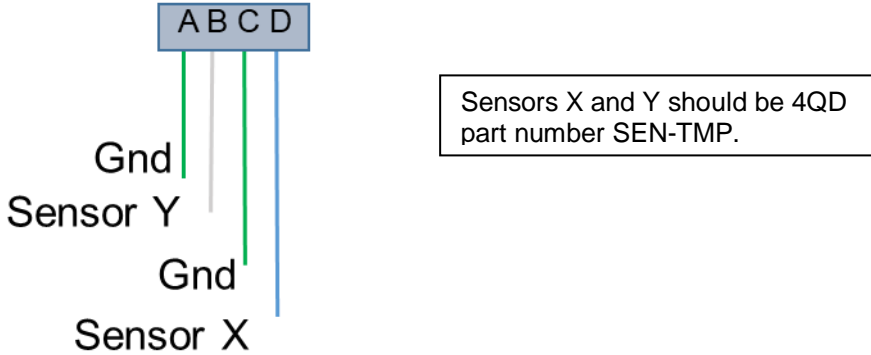 A B C D
Sensors X and Y should be 4QD
part number SEN-TMP.
Gnd
Sensor Y
Gnd
Sensor X